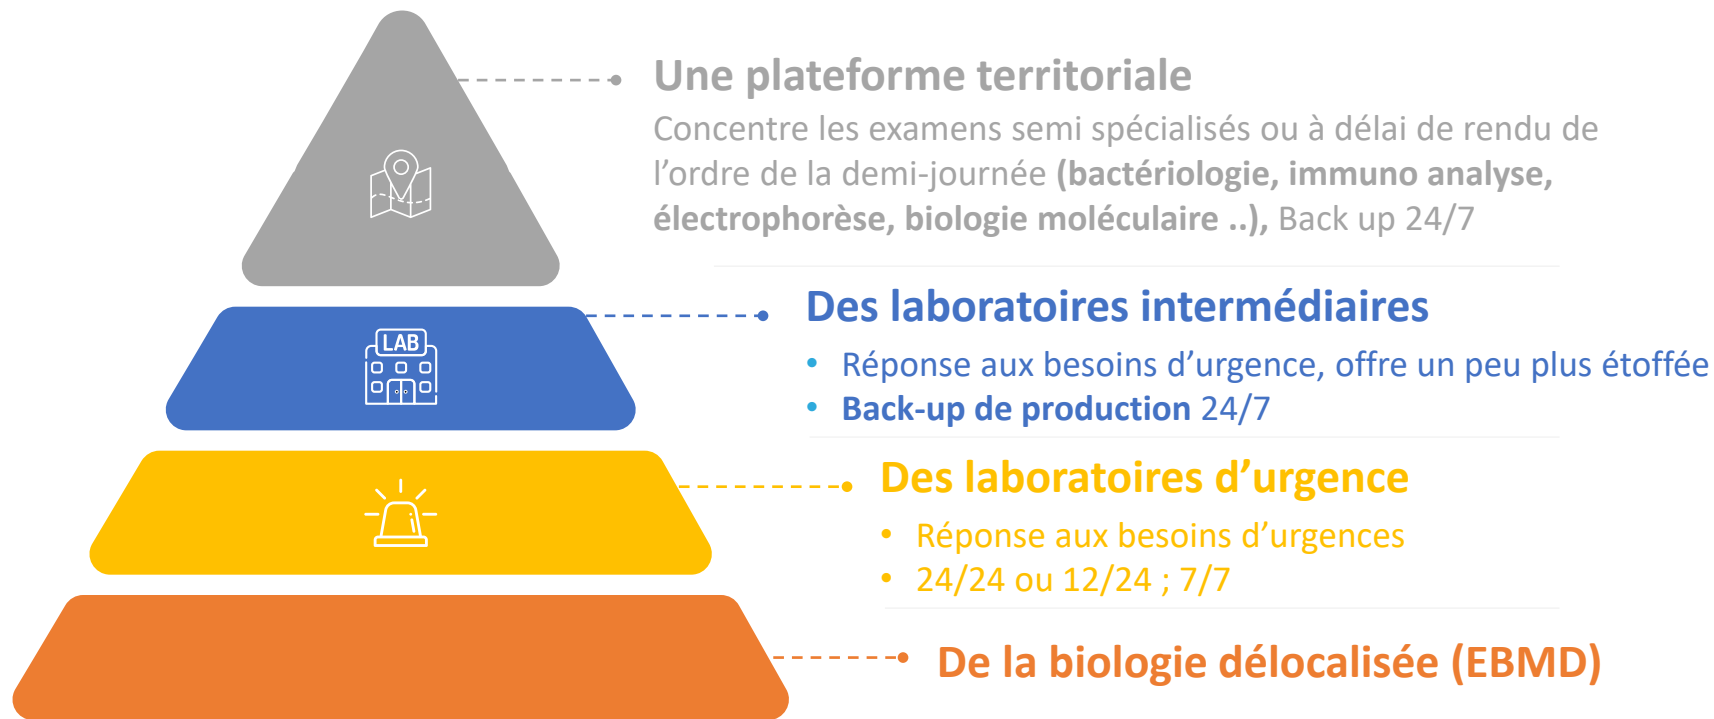 Une plateforme territoriale
Concentre les examens semi spécialisés ou à délai de rendu de
l’ordre de la demi-journée (bactériologie, immuno analyse,
électrophorèse, biologie moléculaire ..), Back up 24/7
LAB
Des laboratoires intermédiaires
• Réponse aux besoins d’urgence, offre un peu plus étoffée
• Back-up de production 24/7
Des laboratoires d’urgence
• Réponse aux besoins d’urgences
• 24/24 ou 12/24 ; 7/7
De la biologie délocalisée (EBMD)